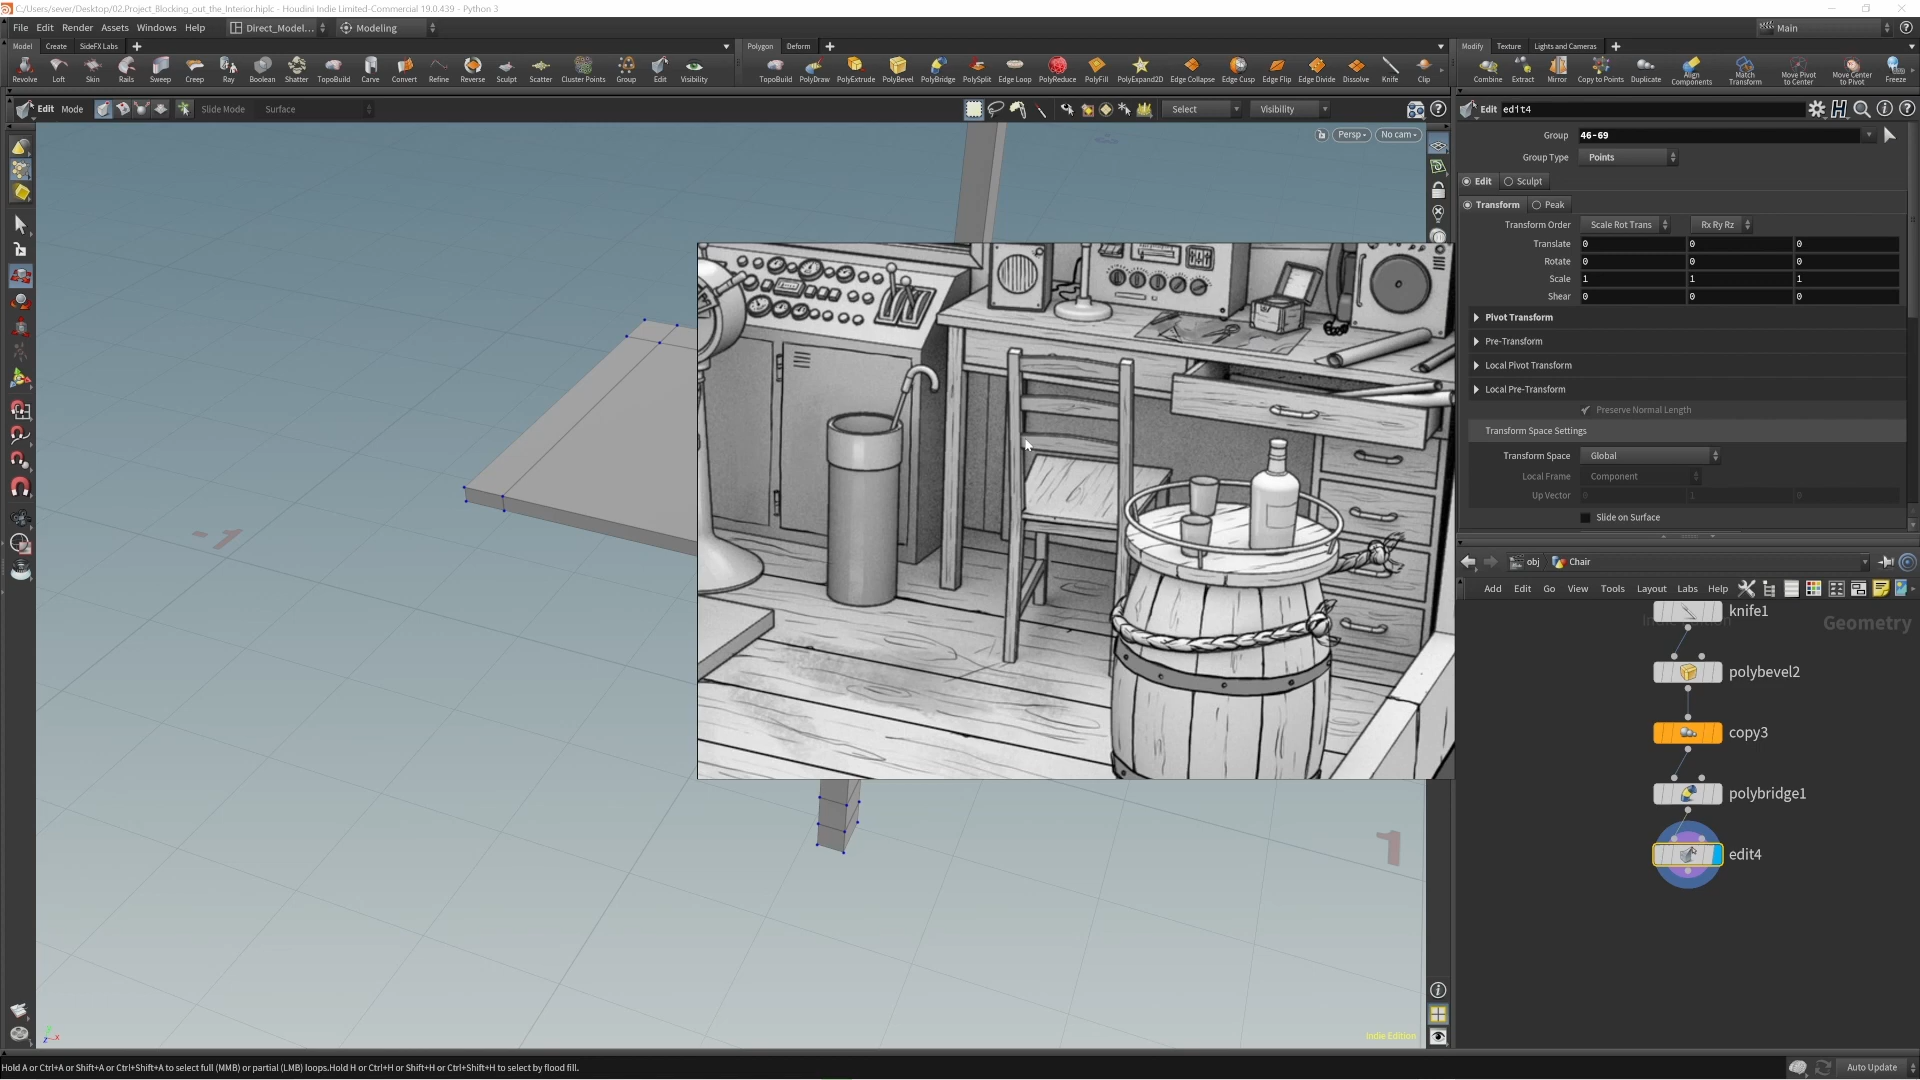 C:/Users/sever/Desktop/02.Project_Blocking_out_the_Interior.hiplc - Houdini Indie Limited-Commercial 19.0.439 - Python 3
File Edit Render Assets Windows Help Direct_Model... Modeling Main
Model Create SideFX Labs Polygon Deform Modify Texture Lights and Cameras
Revolve Loft Skin Rails Sweep Creep Ray Boolean Shatter TopoBuild Carve Convert Refine Reverse Sculpt Scatter Cluster Points Group Edit Visibility
TopoBuild PolyDraw PolyExtrude PolyBevel PolyBridge PolySplit Edge Loop PolyReduce PolyFill PolyExpand2D Edge Collapse Edge Cusp Edge Flip Edge Divide Dissolve Knife Clip
Combine Extract Mirror Copy to Points Duplicate Align Components Match Transform Move Pivot to Center Move Center to Pivot Freeze
Edit Mode Slide Mode Surface Select Visibility
Persp No cam
-1
1
Indie Edition
Edit edit4
Group 46-69
Group Type Points
Edit Sculpt
Transform Peak
Transform Order Scale Rot Trans Rx Ry Rz
Translate 0 0 0
Rotate 0 0 0
Scale 1 1 1
Shear 0 0 0
Pivot Transform
Pre-Transform
Local Pivot Transform
Local Pre-Transform
Preserve Normal Length
Transform Space Settings
Transform Space Global
Local Frame Component
Up Vector 0 1 0
Slide on Surface
obj Chair
Add Edit Go View Tools Layout Labs Help
knife1
Geometry
polybevel2
copy3
polybridge1
edit4
Hold A or Ctrl+A or Shift+A or Ctrl+Shift+A to select full (MMB) or partial (LMB) loops.Hold H or Ctrl+H or Shift+H or Ctrl+Shift+H to select by flood fill.
Auto Update